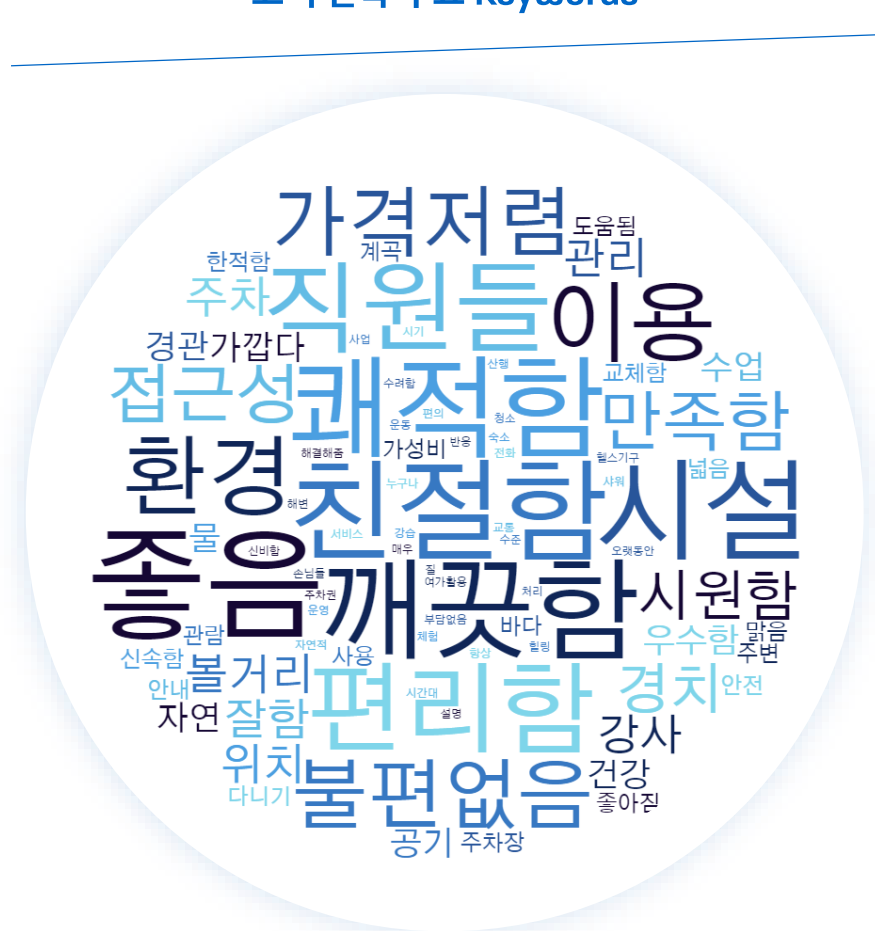 Keywords
가격저렴
도움됨
계곡
관리
한적함
직원들
주차
이용
시기
사업
경관
가깝다
산행
쾌적함
교체함
수업
접근성
수려함
편의
만족함
청소
운동
가성비
반응
숙소
해결해줌
전화
헬스기구
환경
친절함
시설
넓음
누구나
샤워
해변
물
서비스
강습
교통
수준
좋음
신비함
매우
오랫동안
깨끗함
시원함
손님들
질
여가활용
주차권
처리
운영
부담없음
바다
맑음
관람
체험
우수함
자연적
힐링
주변
신속함
볼거리
사용
항상
안내
편리함
경치
안전
시간대
자연
잘함
설명
강사
위치
불편없음
건강
다니기
좋아짐
공기
주차장